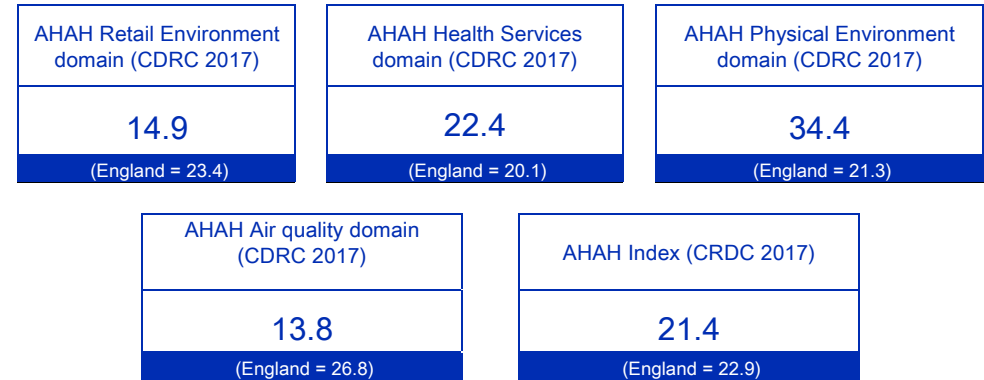 AHAH Retail Environment
domain (CDRC 2017)
14.9
(England = 23.4)
AHAH Health Services
domain (CDRC 2017)
22.4
(England = 20.1)
AHAH Physical Environment
domain (CDRC 2017)
34.4
(England = 21.3)
AHAH Air quality domain
(CDRC 2017)
13.8
(England = 26.8)
AHAH Index (CRDC 2017)
21.4
(England = 22.9)